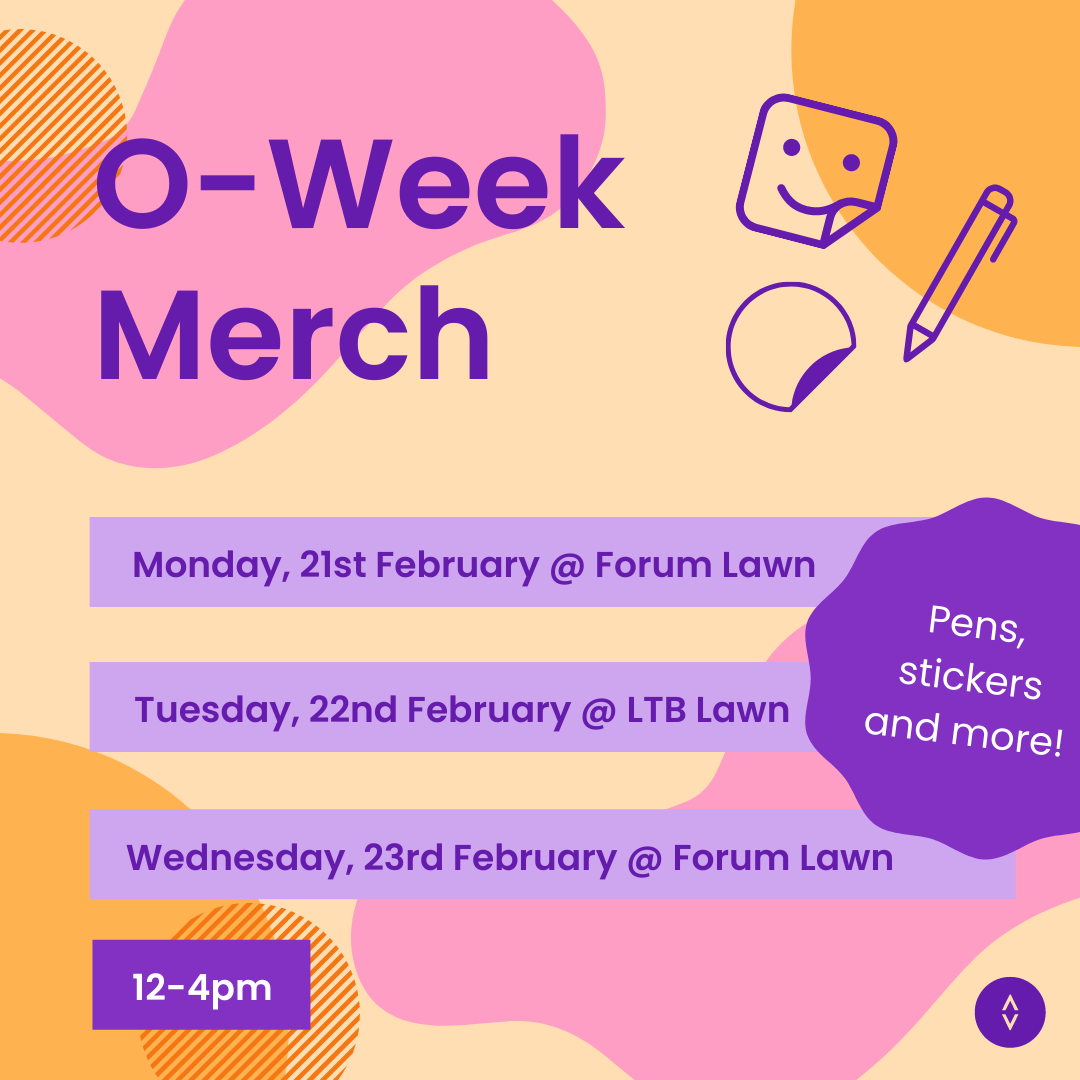 O-Week
Merch
Monday, 21st February @ Forum Lawn
Tuesday, 22nd February @ LTB Lawn
Wednesday, 23rd February @ Forum Lawn
Pens,
stickers
and more!
12-4pm